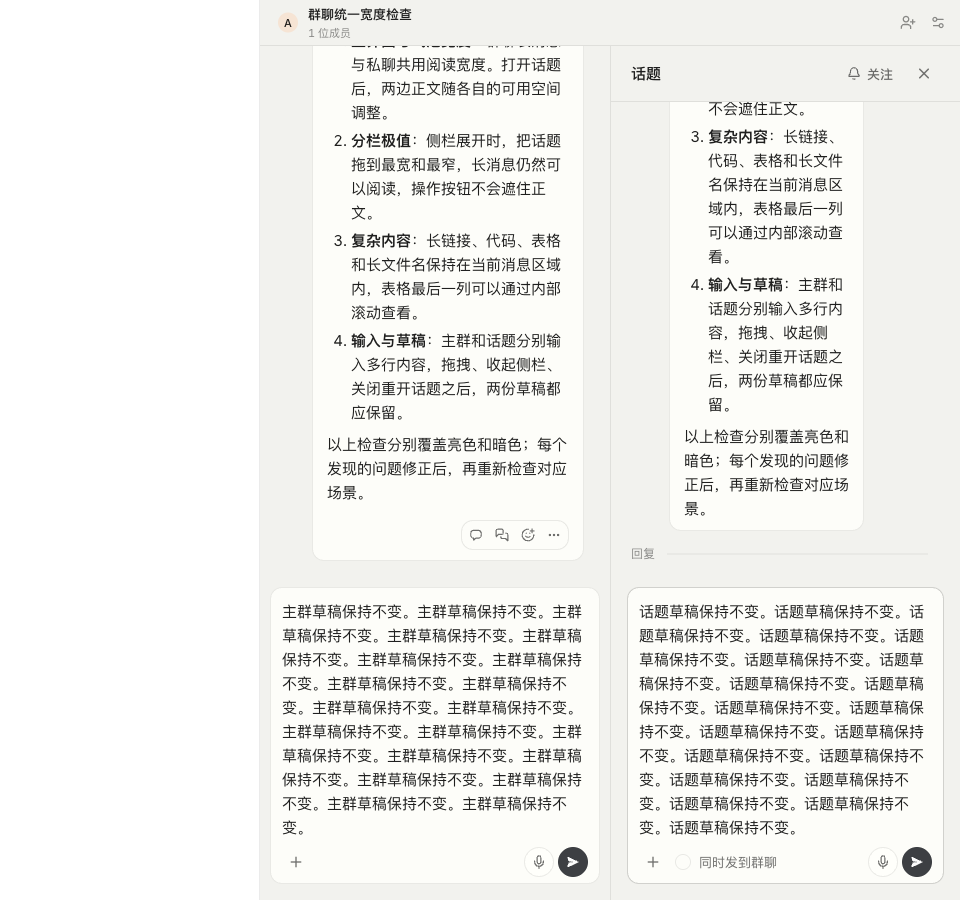 A
群聊统一宽度检查
1 位成员
与私聊共用阅读宽度。打开话题
后，两边正文随各自的可用空间
调整。
2. 分栏极值：侧栏展开时，把话题
拖到最宽和最窄，长消息仍然可
以阅读，操作按钮不会遮住正
文。
3. 复杂内容：长链接、代码、表格
和长文件名保持在当前消息区域
内，表格最后一列可以通过内部
滚动查看。
4. 输入与草稿：主群和话题分别输
入多行内容，拖拽、收起侧栏、
关闭重开话题之后，两份草稿都
应保留。
以上检查分别覆盖亮色和暗色；每个
发现的问题修正后，再重新检查对应
场景。
主群草稿保持不变。主群草稿保持不变。主群
草稿保持不变。主群草稿保持不变。主群草稿
保持不变。主群草稿保持不变。主群草稿保持
不变。主群草稿保持不变。主群草稿保持不
变。主群草稿保持不变。主群草稿保持不变。
主群草稿保持不变。主群草稿保持不变。主群
草稿保持不变。主群草稿保持不变。主群草稿
保持不变。主群草稿保持不变。主群草稿保持
不变。主群草稿保持不变。主群草稿保持不
变。
话题
关注
不会遮住正文。
3. 复杂内容：长链接、
代码、表格和长文件
名保持在当前消息区
域内，表格最后一列
可以通过内部滚动查
看。
4. 输入与草稿：主群和
话题分别输入多行内
容，拖拽、收起侧
栏、关闭重开话题之
后，两份草稿都应保
留。
以上检查分别覆盖亮色和
暗色；每个发现的问题修
正后，再重新检查对应场
景。
回复
话题草稿保持不变。话题草稿保持不变。话
题草稿保持不变。话题草稿保持不变。话题
草稿保持不变。话题草稿保持不变。话题草
稿保持不变。话题草稿保持不变。话题草稿
保持不变。话题草稿保持不变。话题草稿保
持不变。话题草稿保持不变。话题草稿保持
不变。话题草稿保持不变。话题草稿保持不
变。话题草稿保持不变。话题草稿保持不
变。话题草稿保持不变。话题草稿保持不
变。话题草稿保持不变。
同时发到群聊